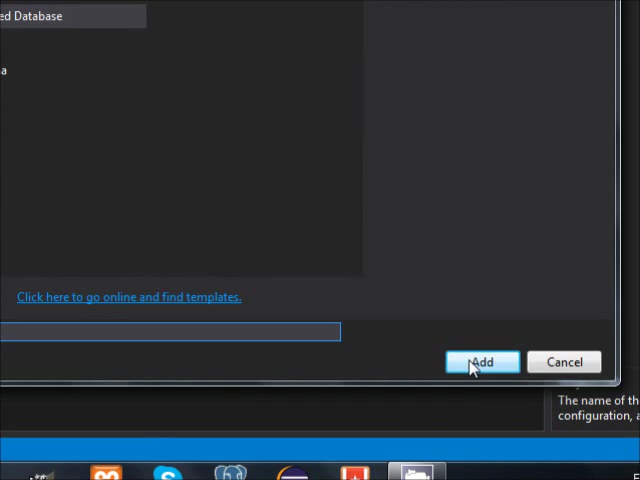 ed Database
a
Click here to go online and find templates.
Add
Cancel
The name of th
configuration, a